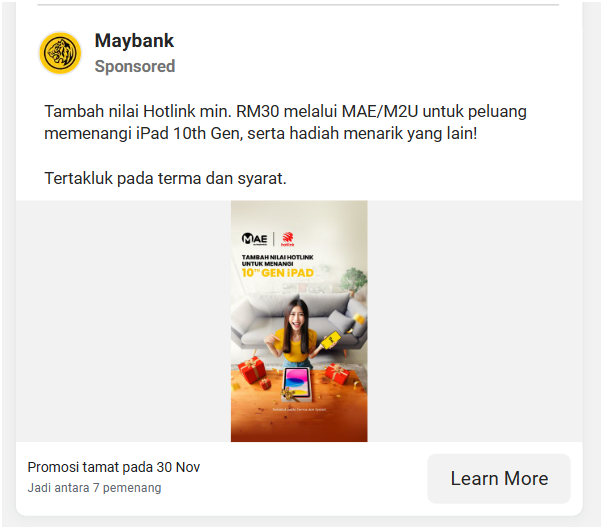 Maybank
Sponsored
Tambah nilai Hotlink min. RM30 melalui MAE/M2U untuk peluang
memenangi iPad 10th Gen, serta hadiah menarik yang lain!
Tertakluk pada terma dan syarat.
MAE
hotlink
TAMBAH NILAI HOTLINK
UNTUK MENANGI
10TH GEN iPAD
Promosi tamat pada 30 Nov
Jadi antara 7 pemenang
Learn More